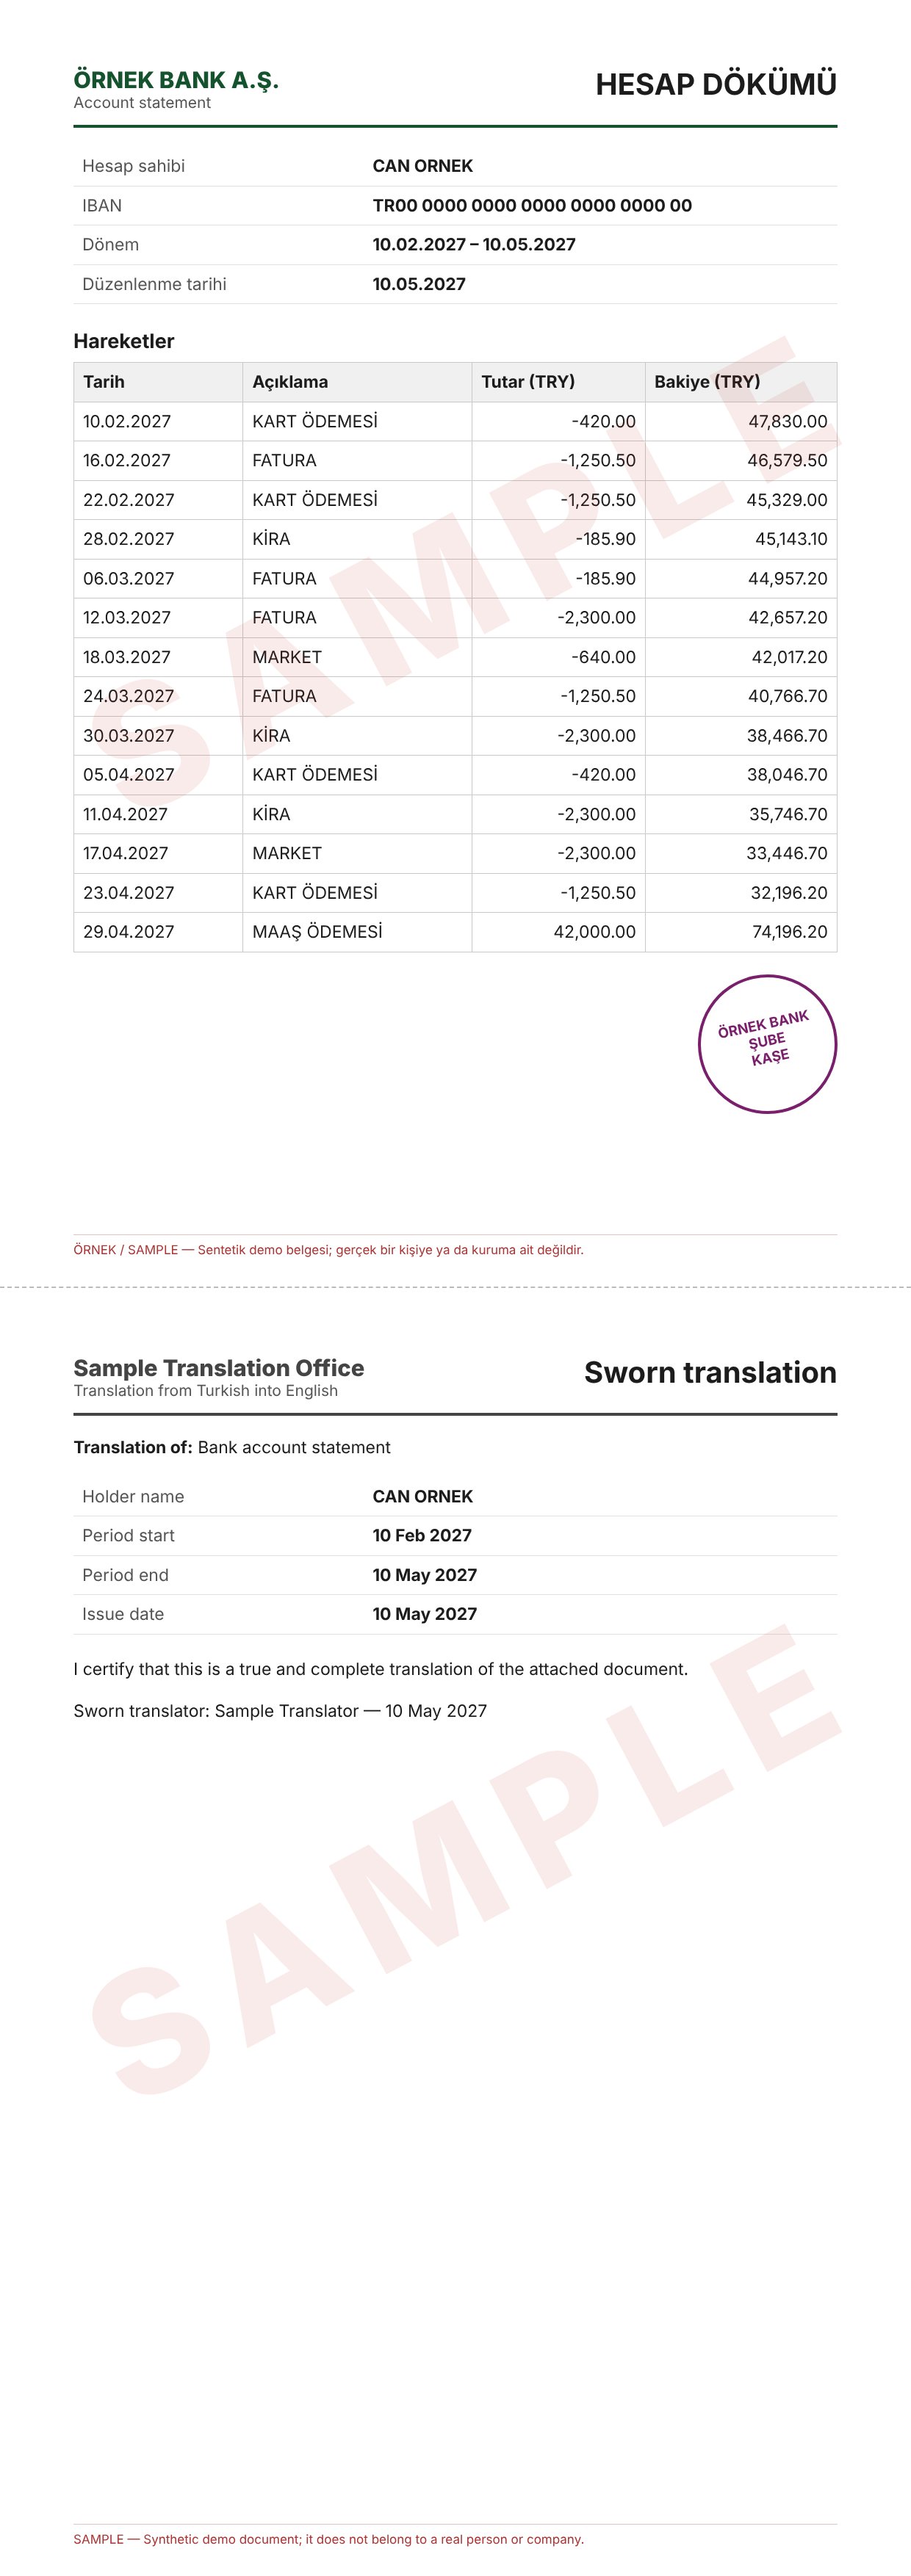 ÖRNEK BANK A.Ş.
Account statement
HESAP DÖKÜMÜ
Hesap sahibi CAN ORNEK
IBAN TR00 0000 0000 0000 0000 0000 00
Dönem 10.02.2027 – 10.05.2027
Düzenlenme tarihi 10.05.2027
Hareketler
Tarih Açıklama Tutar (TRY) Bakiye (TRY)
10.02.2027 KART ÖDEMESİ -420.00 47,830.00
16.02.2027 FATURA -1,250.50 46,579.50
22.02.2027 KART ÖDEMESİ -1,250.50 45,329.00
28.02.2027 KİRA -185.90 45,143.10
06.03.2027 FATURA -185.90 44,957.20
12.03.2027 FATURA -2,300.00 42,657.20
18.03.2027 MARKET -640.00 42,017.20
24.03.2027 FATURA -1,250.50 40,766.70
30.03.2027 KİRA -2,300.00 38,466.70
05.04.2027 KART ÖDEMESİ -420.00 38,046.70
11.04.2027 KİRA -2,300.00 35,746.70
17.04.2027 MARKET -2,300.00 33,446.70
23.04.2027 KART ÖDEMESİ -1,250.50 32,196.20
29.04.2027 MAAŞ ÖDEMESİ 42,000.00 74,196.20
SAMPLE
ÖRNEK BANK
ŞUBE
KAŞE
ÖRNEK / SAMPLE — Sentetik demo belgesi; gerçek bir kişiye ya da kuruma ait değildir.
Sample Translation Office
Translation from Turkish into English
Sworn translation
Translation of: Bank account statement
Holder name CAN ORNEK
Period start 10 Feb 2027
Period end 10 May 2027
Issue date 10 May 2027
I certify that this is a true and complete translation of the attached document.
Sworn translator: Sample Translator — 10 May 2027
SAMPLE
SAMPLE — Synthetic demo document; it does not belong to a real person or company.